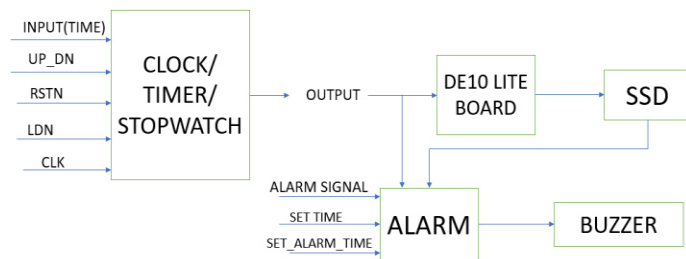 INPUT(TIME)
UP_DN
RSTN
LDN
CLK
CLOCK/
TIMER/
STOPWATCH
OUTPUT
DE10 LITE
BOARD
SSD
ALARM SIGNAL
SET TIME
SET_ALARM_TIME
ALARM
BUZZER